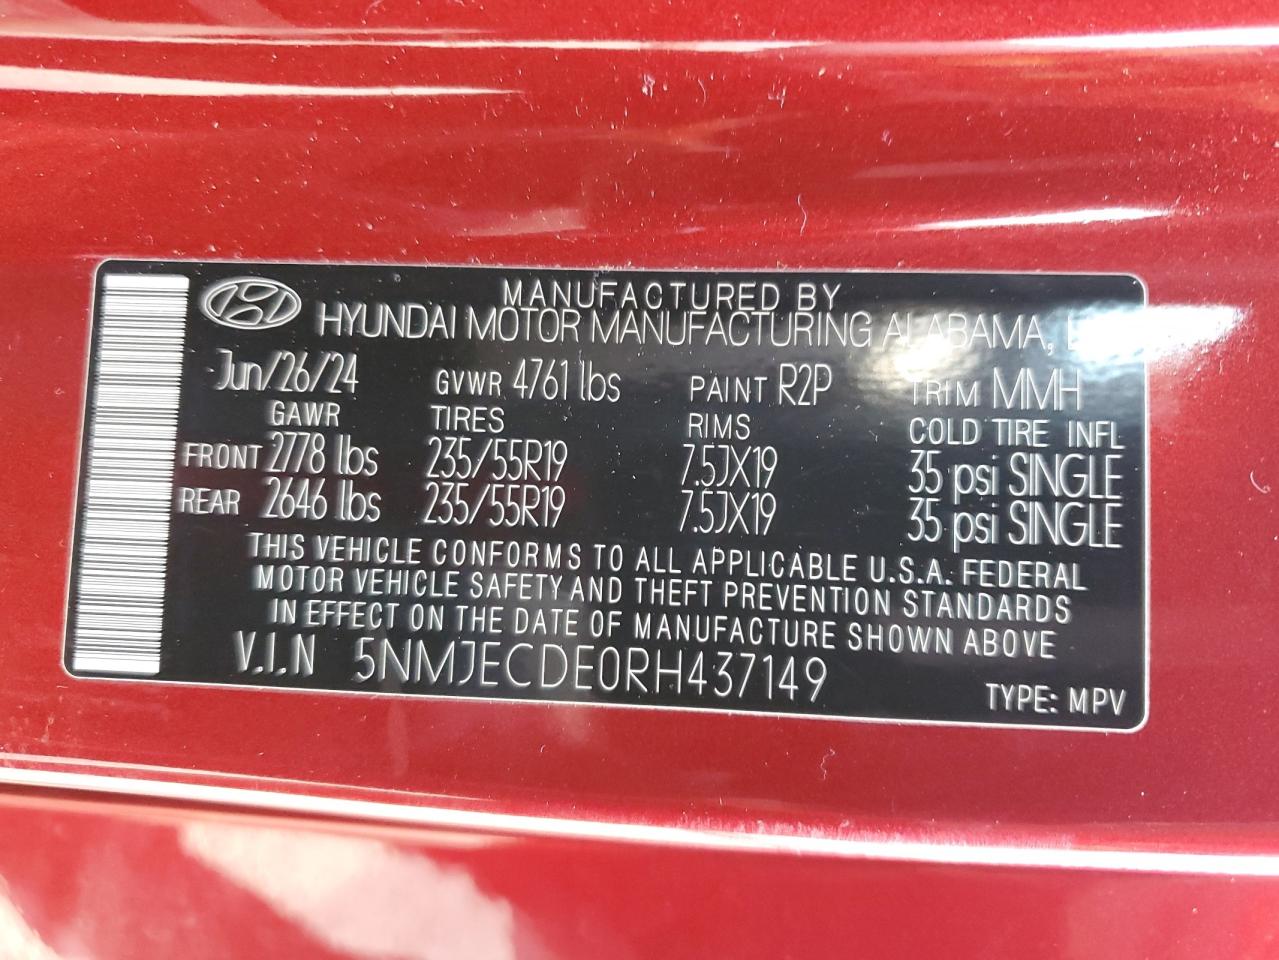 MANUFACTURED BY
HYUNDAI MOTOR MANUFACTURING ALABAMA,
Jun/26/24 GVWR 4761 lbs PAINT R2P TRIM MMH
GAWR TIRES RIMS COLD TIRE INFL
FRONT 2778 lbs 235/55R19 7.5JX19 35 psi SINGLE
REAR 2646 lbs 235/55R19 7.5JX19 35 psi SINGLE
THIS VEHICLE CONFORMS TO ALL APPLICABLE U.S.A. FEDERAL
MOTOR VEHICLE SAFETY AND THEFT PREVENTION STANDARDS
IN EFFECT ON THE DATE OF MANUFACTURE SHOWN ABOVE
V.I.N 5NMJECDE0RH437149
TYPE: MPV